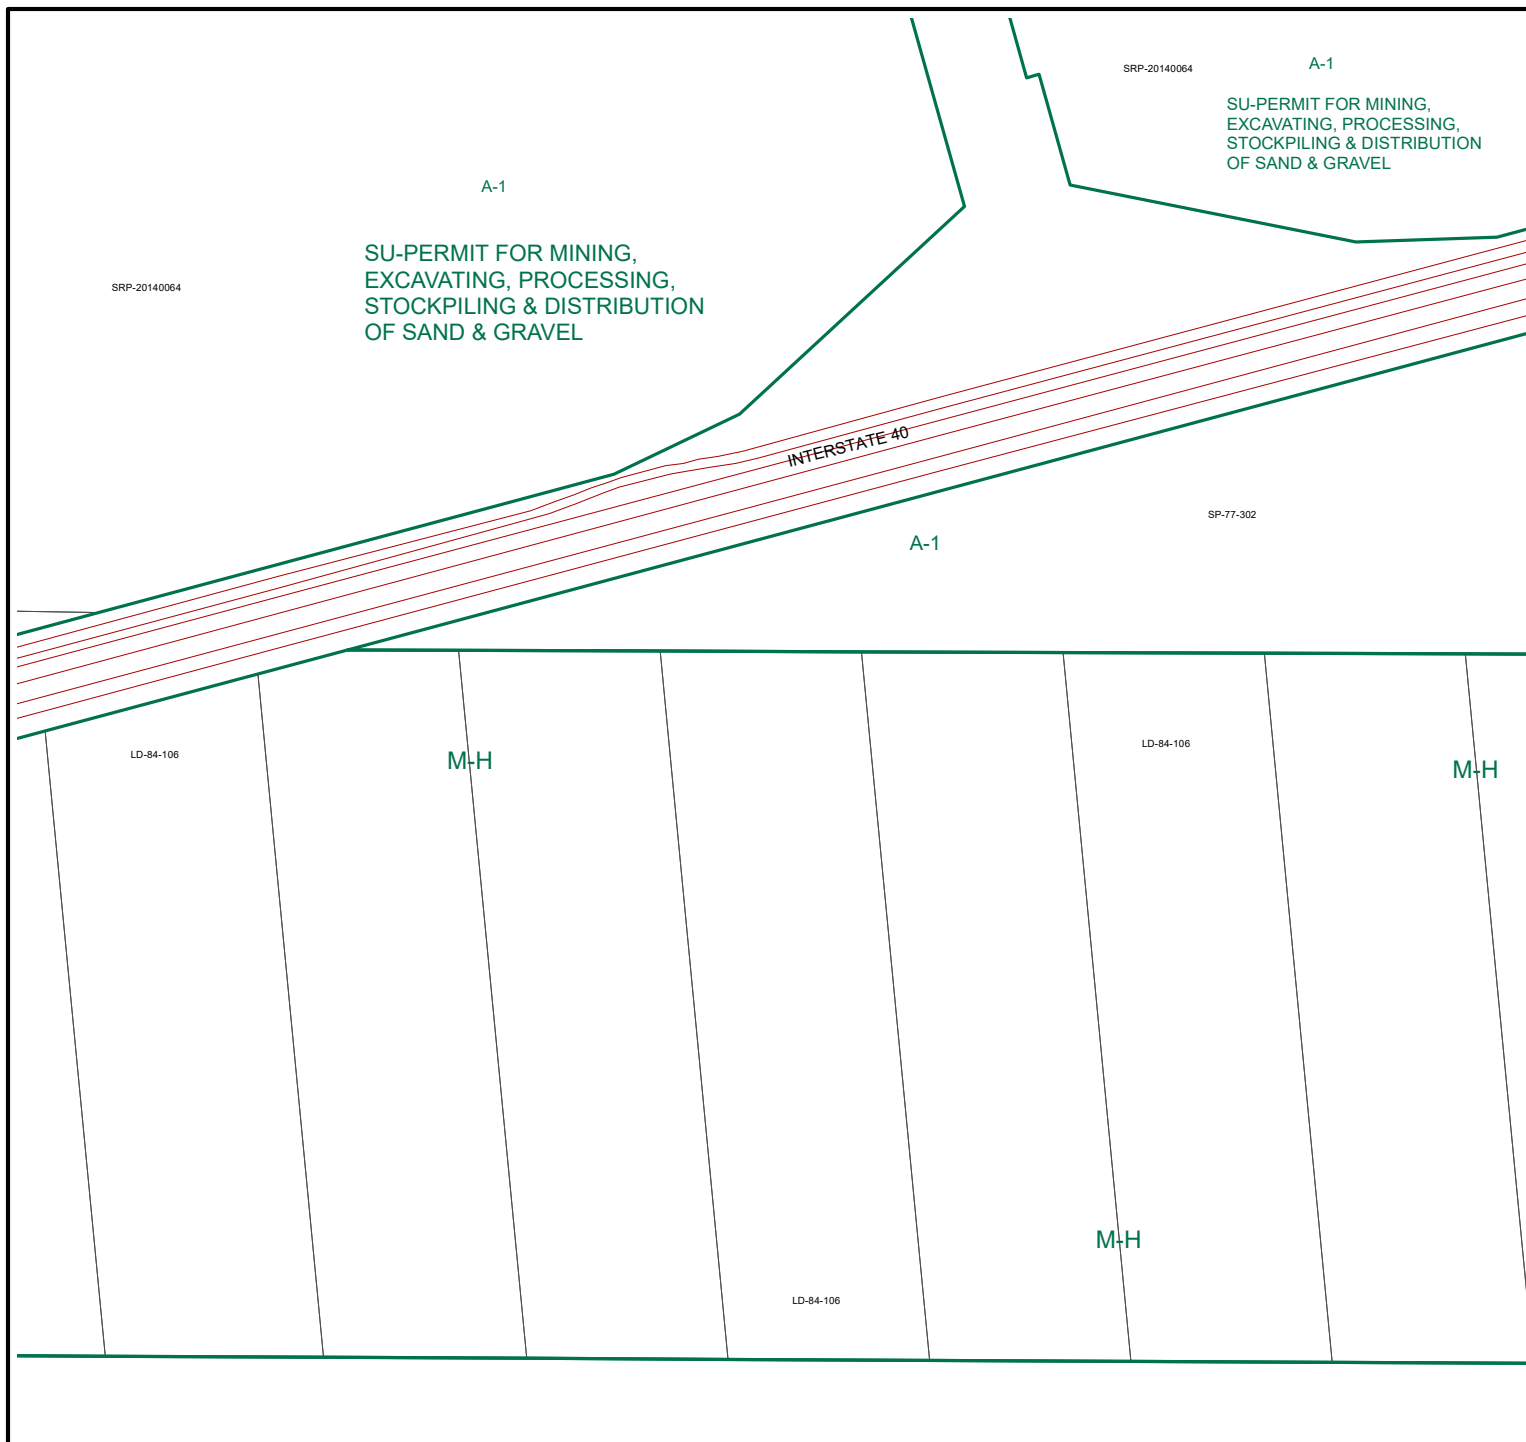 SRP-20140064
A-1
SU-PERMIT FOR MINING,
EXCAVATING, PROCESSING,
STOCKPILING & DISTRIBUTION
OF SAND & GRAVEL
A-1
SU-PERMIT FOR MINING,
EXCAVATING, PROCESSING,
STOCKPILING & DISTRIBUTION
OF SAND & GRAVEL
SRP-20140064
INTERSTATE 40
SP-77-302
A-1
LD-84-106
M-H
LD-84-106
M-H
M-H
LD-84-106